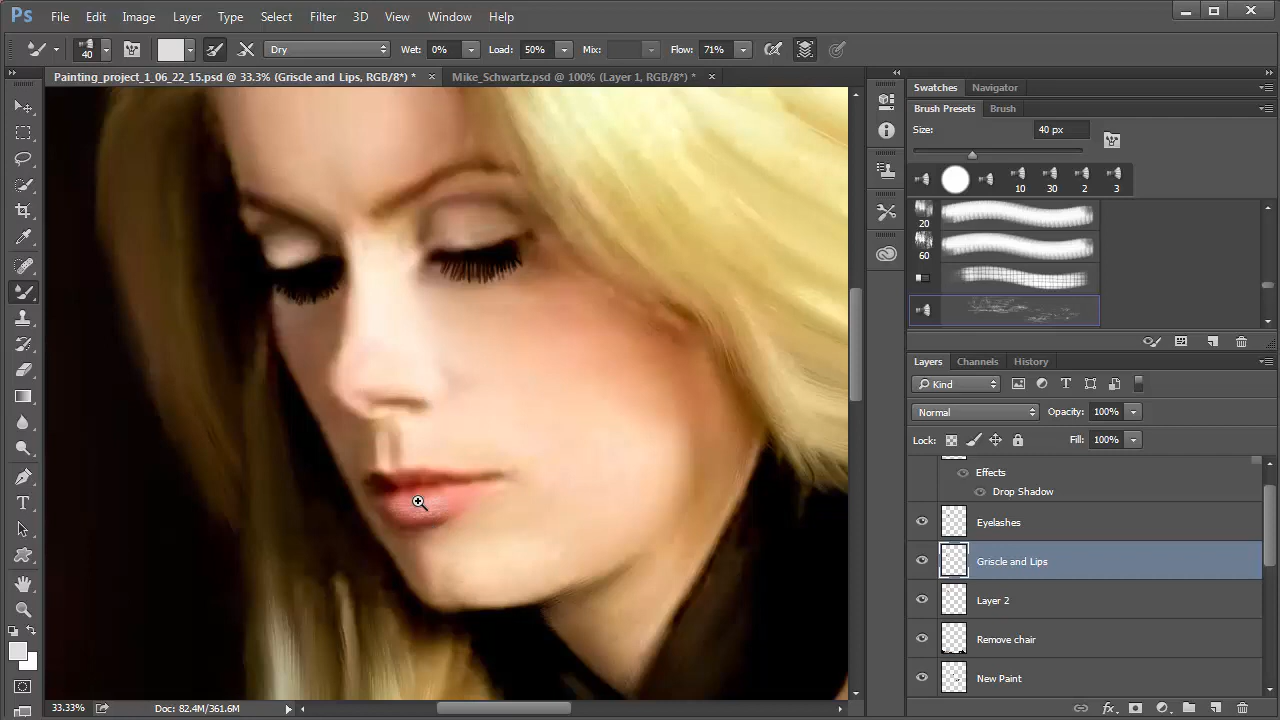 Ps File Edit Image Layer Type Select Filter 3D View Window Help
40 Dry Wet: 0% Load: 50% Mix: Flow: 71%
Painting_project_1_06_22_15.psd @ 33.3% (Griscle and Lips, RGB/8*) * × Mike_Schwartz.psd @ 100% (Layer 1, RGB/8*) * ×
Swatches Navigator
Brush Presets Brush
Size: 40 px
10 30 2 3
20
60
Layers Channels History
Kind
Normal Opacity: 100%
Lock: Fill: 100%
Effects
Drop Shadow
Eyelashes
Griscle and Lips
Layer 2
Remove chair
New Paint
33.33% Doc: 82.4M/361.6M